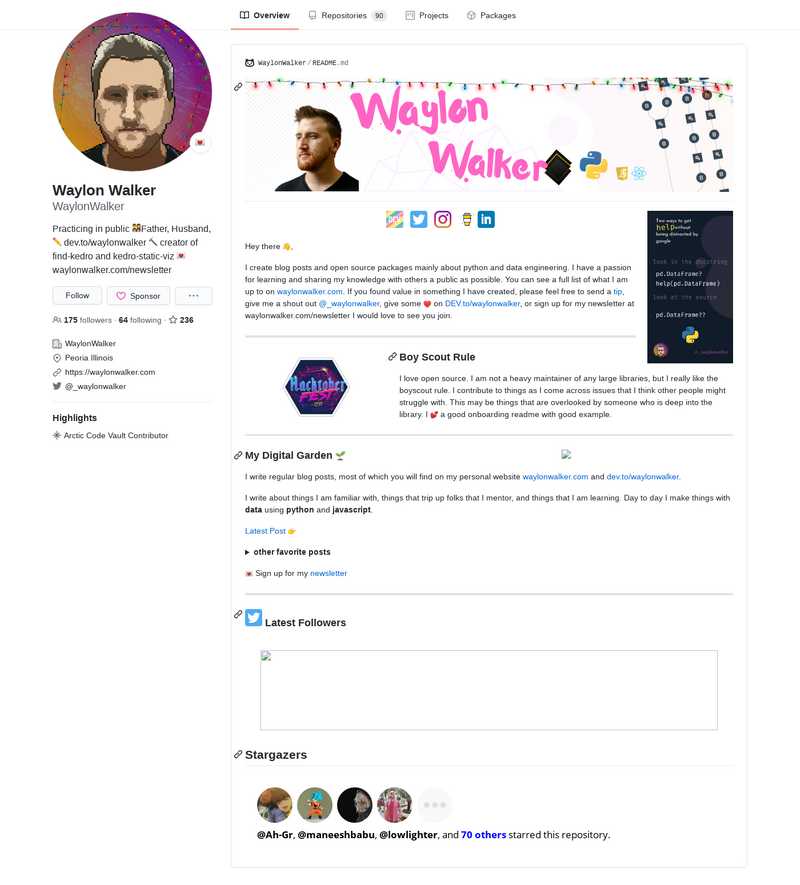 Overview
Repositories 90
Projects
Packages
Waylon Walker
WaylonWalker
Practicing in public 👨‍👩‍👧‍👧Father, Husband,
✏️ dev.to/waylonwalker 🔨 creator of
find-kedro and kedro-static-viz 💌
waylonwalker.com/newsletter
Follow
Sponsor
175 followers · 64 following · 236
WaylonWalker
Peoria Illinois
https://waylonwalker.com
@_waylonwalker
Highlights
Arctic Code Vault Contributor
WaylonWalker/README.md
Waylon
Walker
Hey there 👋,
I create blog posts and open source packages mainly about python and data engineering. I have a passion
for learning and sharing my knowledge with others a public as possible. You can see a full list of what I am
up to on waylonwalker.com. If you found value in something I have created, please feel free to send a tip,
give me a shout out @_waylonwalker, give some ❤️ on DEV.to/waylonwalker, or sign up for my newsletter at
waylonwalker.com/newsletter I would love to see you join.
Two ways to get
help without
being distracted by
google
look in the docstring
pd.DataFrame?
help(pd.DataFrame)
look at the source
pd.DataFrame??
Hacktober
FEST
Boy Scout Rule
I love open source. I am not a heavy maintainer of any large libraries, but I really like the
boyscout rule. I contribute to things as I come across issues that I think other people might
struggle with. This may be things that are overlooked by someone who is deep into the
library. I 💕 a good onboarding readme with good example.
My Digital Garden 🌱
I write regular blog posts, most of which you will find on my personal website waylonwalker.com and dev.to/waylonwalker.
I write about things I am familiar with, things that trip up folks that I mentor, and things that I am learning. Day to day I make things with
data using python and javascript.
Latest Post 👉
other favorite posts
💌 Sign up for my newsletter
Latest Followers
Stargazers
@Ah-Gr, @maneeshbabu, @lowlighter, and 70 others starred this repository.